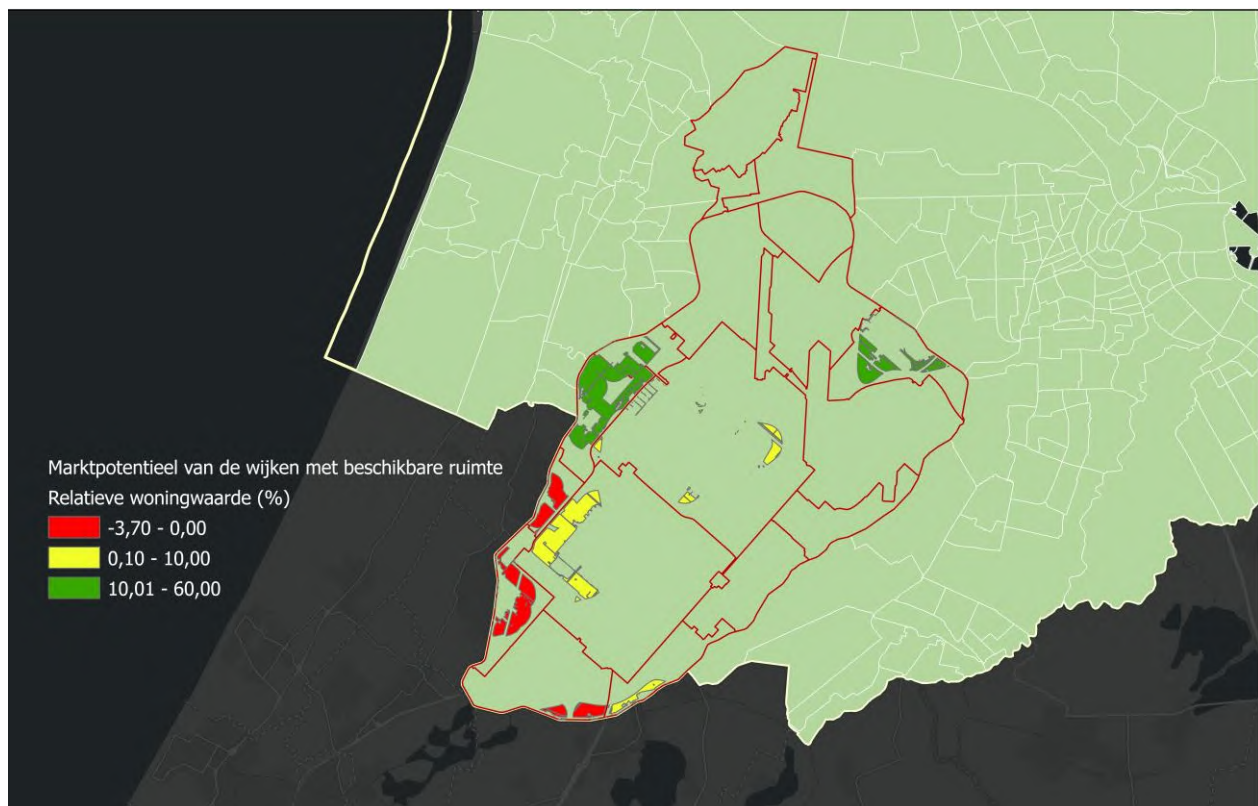 Marktpotentieel van de wijken met beschikbare ruimte
Relatieve woningwaarde (%)
-3,70 - 0,00
0,10 - 10,00
10,01 - 60,00